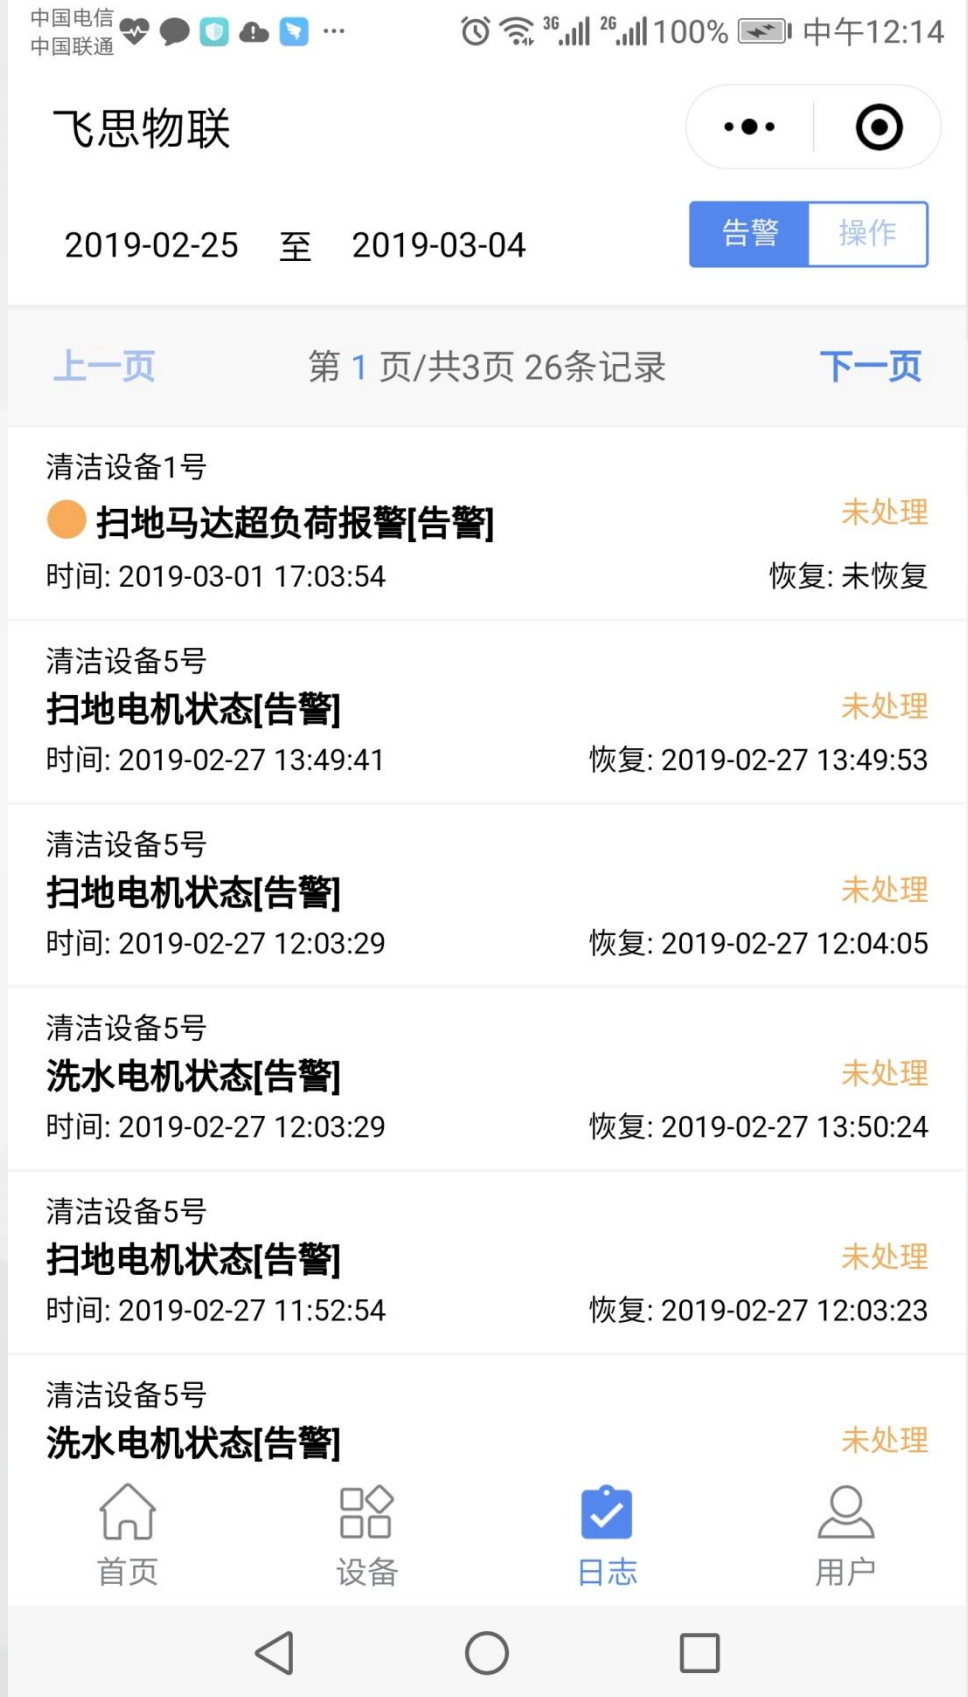 中国电信
中国联通
3G 2G 100% 中午12:14
飞思物联
2019-02-25 至 2019-03-04 告警 操作
上一页 第 1 页/共3页 26条记录 下一页
清洁设备1号
扫地马达超负荷报警[告警] 未处理
时间: 2019-03-01 17:03:54 恢复: 未恢复
清洁设备5号
扫地电机状态[告警] 未处理
时间: 2019-02-27 13:49:41 恢复: 2019-02-27 13:49:53
清洁设备5号
扫地电机状态[告警] 未处理
时间: 2019-02-27 12:03:29 恢复: 2019-02-27 12:04:05
清洁设备5号
洗水电机状态[告警] 未处理
时间: 2019-02-27 12:03:29 恢复: 2019-02-27 13:50:24
清洁设备5号
扫地电机状态[告警] 未处理
时间: 2019-02-27 11:52:54 恢复: 2019-02-27 12:03:23
清洁设备5号
洗水电机状态[告警] 未处理
首页 设备 日志 用户